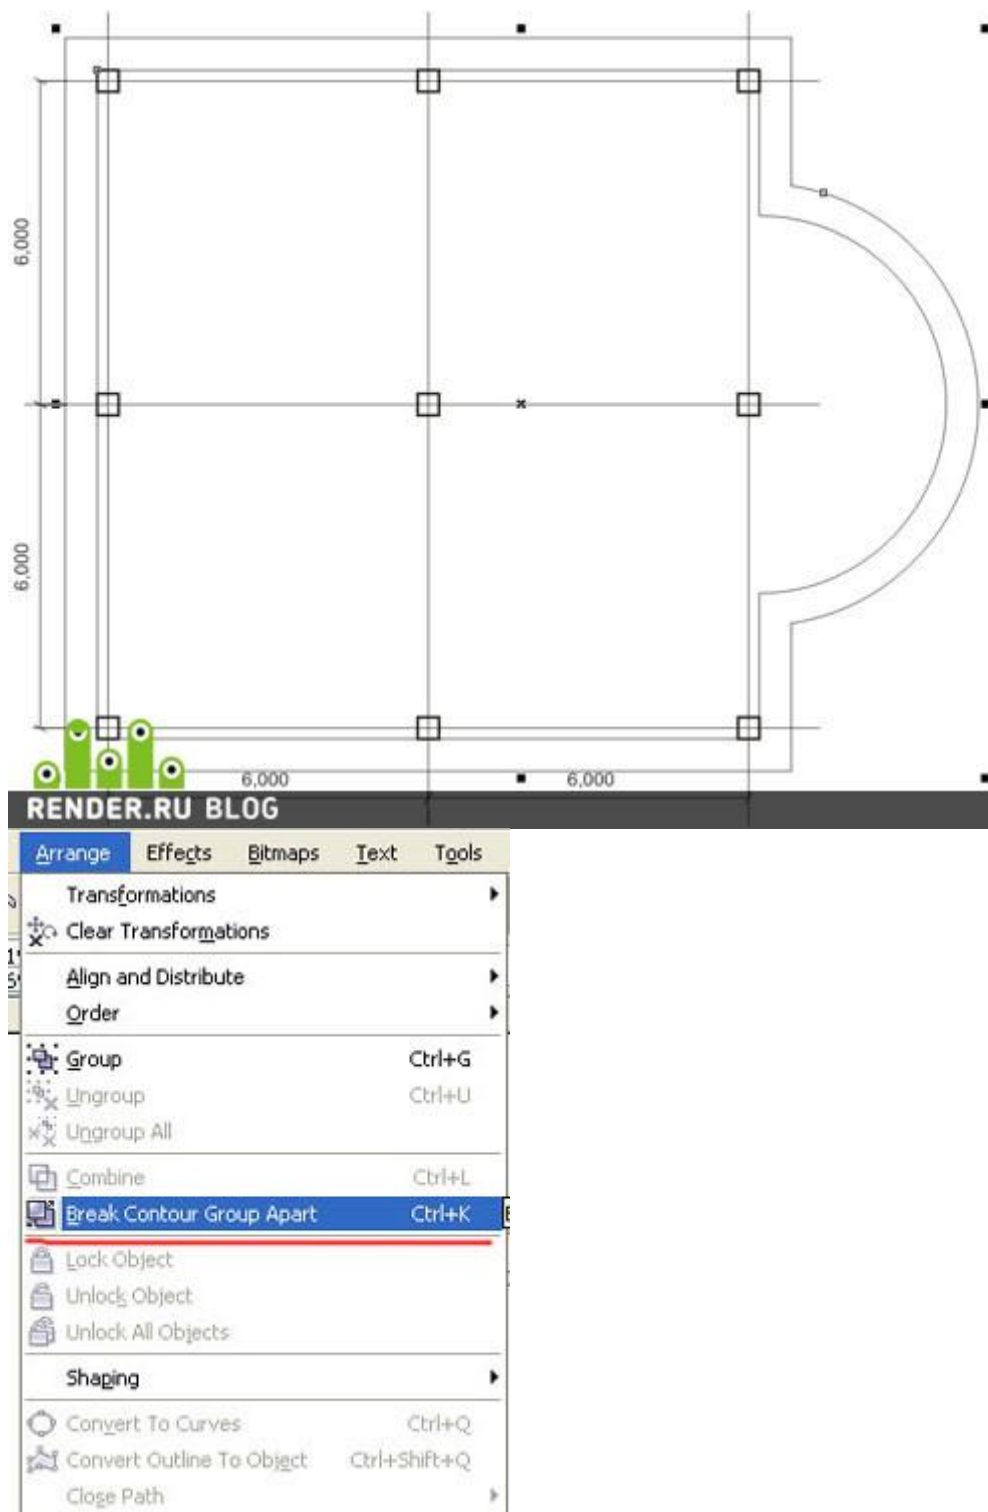 6,000
6,000
6,000 6,000
RENDER.RU BLOG
Arrange Effects Bitmaps Text Tools
Transformations
Clear Transformations
Align and Distribute
Order
Group Ctrl+G
Ungroup Ctrl+U
Ungroup All
Combine Ctrl+L
Break Contour Group Apart Ctrl+K
Lock Object
Unlock Object
Unlock All Objects
Shaping
Convert To Curves Ctrl+Q
Convert Outline To Object Ctrl+Shift+Q
Close Path